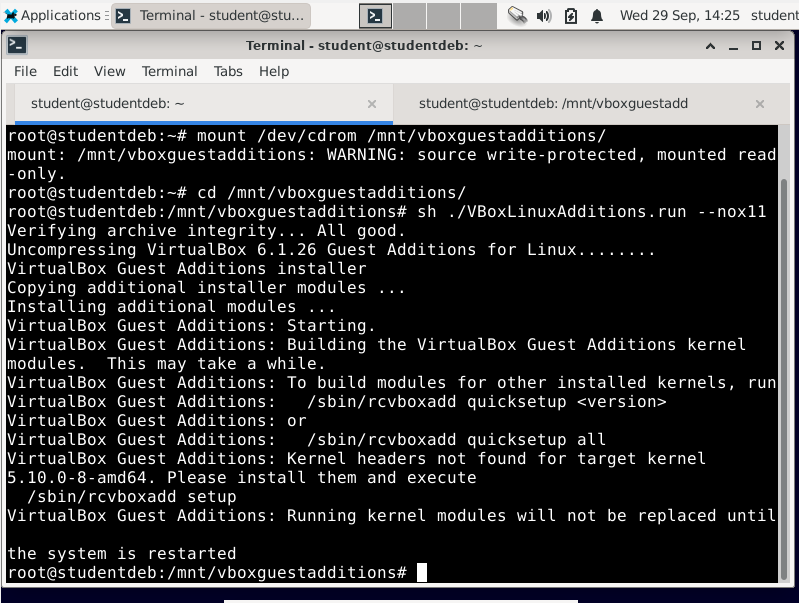 Applications
Terminal - student@stu...
Wed 29 Sep, 14:25
student
Terminal - student@studentdeb: ~
File Edit View Terminal Tabs Help
student@studentdeb: ~
student@studentdeb: /mnt/vboxguestadd
root@studentdeb:~# mount /dev/cdrom /mnt/vboxguestadditions/
mount: /mnt/vboxguestadditions: WARNING: source write-protected, mounted read
-only.
root@studentdeb:~# cd /mnt/vboxguestadditions/
root@studentdeb:/mnt/vboxguestadditions# sh ./VBoxLinuxAdditions.run --nox11
Verifying archive integrity... All good.
Uncompressing VirtualBox 6.1.26 Guest Additions for Linux........
VirtualBox Guest Additions installer
Copying additional installer modules ...
Installing additional modules ...
VirtualBox Guest Additions: Starting.
VirtualBox Guest Additions: Building the VirtualBox Guest Additions kernel
modules.  This may take a while.
VirtualBox Guest Additions: To build modules for other installed kernels, run
VirtualBox Guest Additions:   /sbin/rcvboxadd quicksetup <version>
VirtualBox Guest Additions: or
VirtualBox Guest Additions:   /sbin/rcvboxadd quicksetup all
VirtualBox Guest Additions: Kernel headers not found for target kernel
5.10.0-8-amd64. Please install them and execute
  /sbin/rcvboxadd setup
VirtualBox Guest Additions: Running kernel modules will not be replaced until
the system is restarted
root@studentdeb:/mnt/vboxguestadditions#